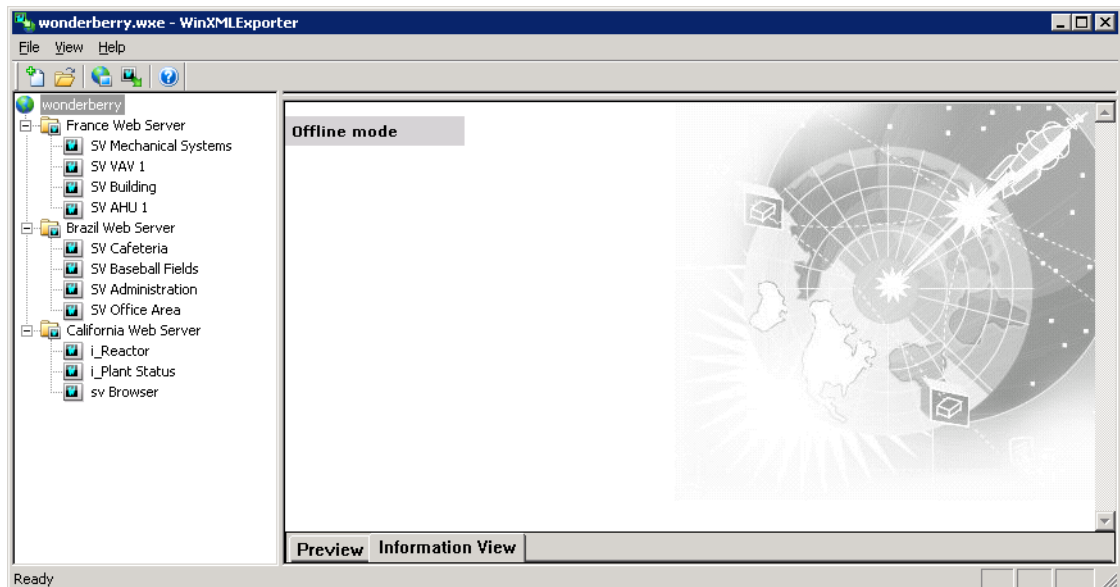 wonderberry.wxe - WinXMLExporter
File View Help
wonderberry
France Web Server
SV Mechanical Systems
SV VAV 1
SV Building
SV AHU 1
Brazil Web Server
SV Cafeteria
SV Baseball Fields
SV Administration
SV Office Area
California Web Server
i_Reactor
i_Plant Status
sv Browser
Offline mode
Preview Information View
Ready